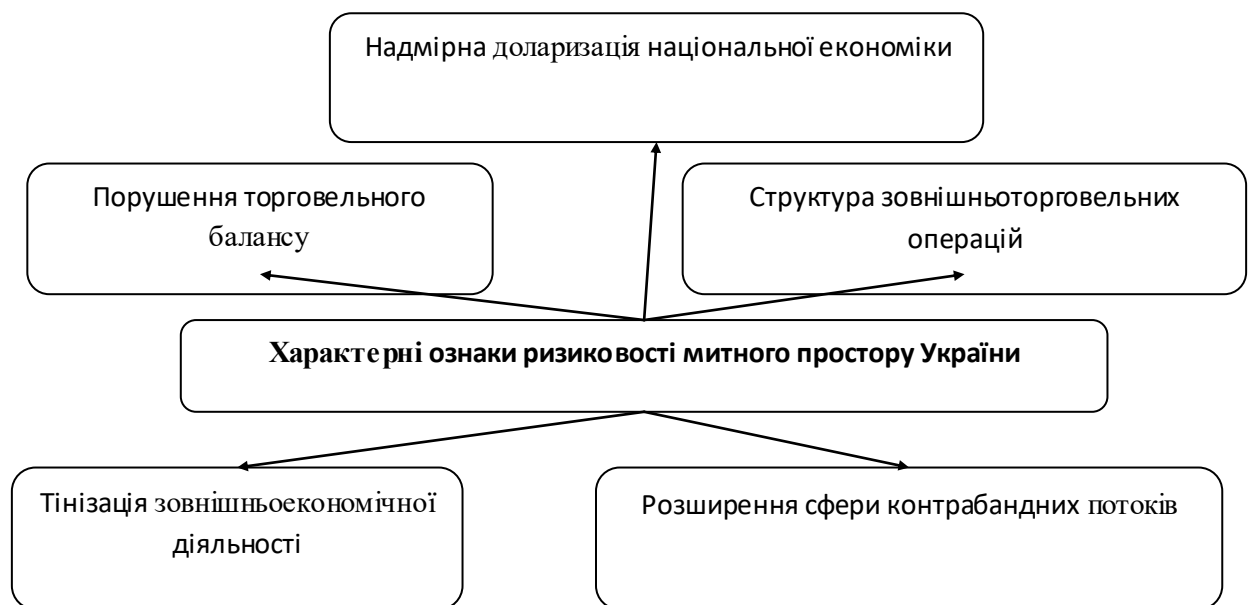 Надмірна доларизація національної економіки
Порушення торговельного
балансу
Структура зовнішньоторговельних
операцій
Характерні ознаки ризиковості митного простору України
Тінізація зовнішньоекономічної
діяльності
Розширення сфери контрабандних потоків